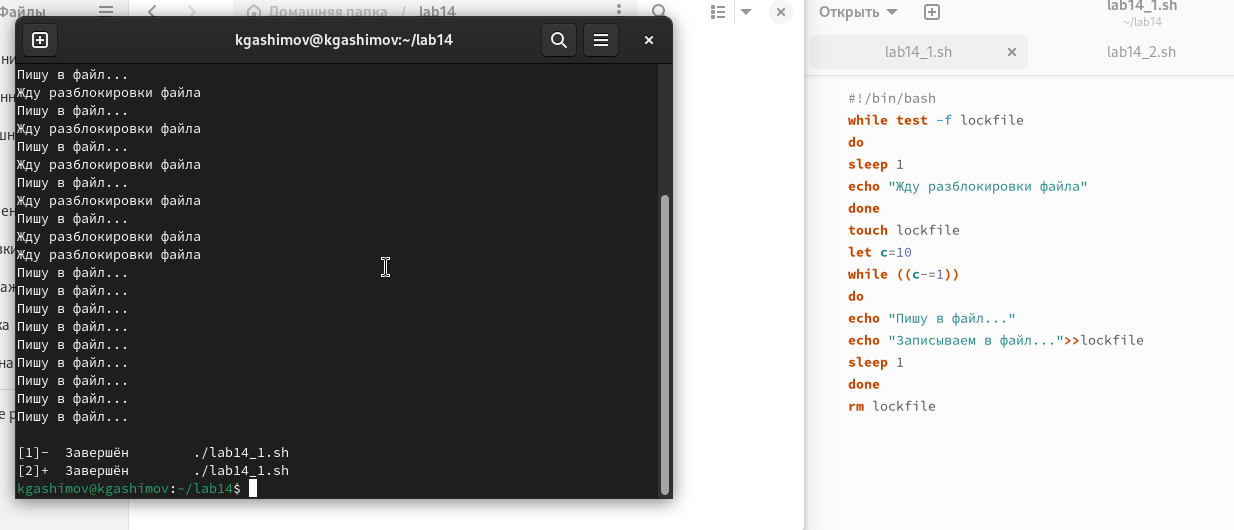 Файлы
Домашняя папка / lab14
kgashimov@kgashimov:~/lab14
Пишу в файл...
Жду разблокировки файла
Пишу в файл...
Жду разблокировки файла
Пишу в файл...
Жду разблокировки файла
Пишу в файл...
Жду разблокировки файла
Пишу в файл...
Жду разблокировки файла
Жду разблокировки файла
Пишу в файл...
Пишу в файл...
Пишу в файл...
Пишу в файл...
Пишу в файл...
Пишу в файл...
Пишу в файл...
Пишу в файл...
Пишу в файл...
[1]-  Завершён        ./lab14_1.sh
[2]+  Завершён        ./lab14_1.sh
kgashimov@kgashimov:~/lab14$
Открыть
lab14_1.sh
~/lab14
lab14_1.sh
lab14_2.sh
#!/bin/bash
while test -f lockfile
do
sleep 1
echo "Жду разблокировки файла"
done
touch lockfile
let c=10
while ((c-=1))
do
echo "Пишу в файл..."
echo "Записываем в файл...">>lockfile
sleep 1
done
rm lockfile